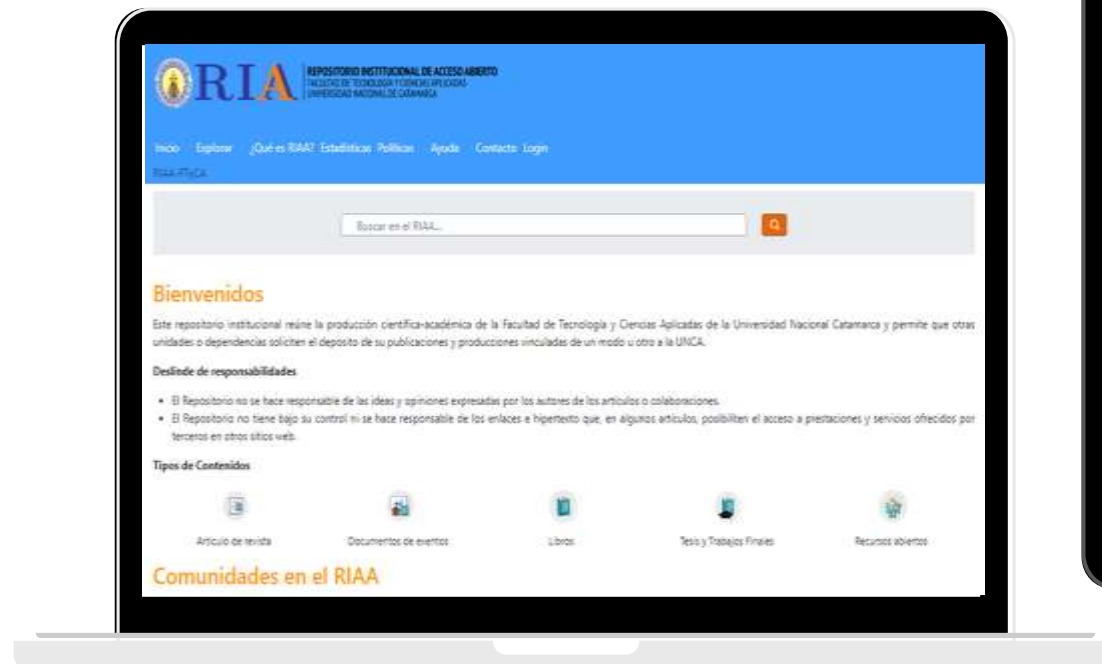 RIA
REPOSITORIO INSTITUCIONAL DE ACCESO ABIERTO
FACULTAD DE TECNOLOGÍA Y CIENCIAS APLICADAS
UNIVERSIDAD NACIONAL DE CATAMARCA
Inicio Explorar ¿Qué es RIAA? Estadísticas Políticas Ayuda Contacto Login
RIAA-FTyCA
Buscar en el RIAA...
Bienvenidos
Este repositorio institucional reúne la producción científica-académica de la Facultad de Tecnología y Ciencias Aplicadas de la Universidad Nacional Catamarca y permite que otras
unidades o dependencias soliciten el deposito de su publicaciones y producciones vinculadas de un modo u otro a la UNCA.
Deslinde de responsabilidades
• El Repositorio no se hace responsable de las ideas y opiniones expresadas por los autores de los artículos o colaboraciones.
• El Repositorio no tiene bajo su control ni se hace responsable de los enlaces e hipertexto que, en algunos artículos, posibiliten el acceso a prestaciones y servicios ofrecidos por
terceros en otros sitios web.
Tipos de Contenidos
Artículo de revista Documentos de eventos Libros Tesis y Trabajos Finales Recursos abiertos
Comunidades en el RIAA